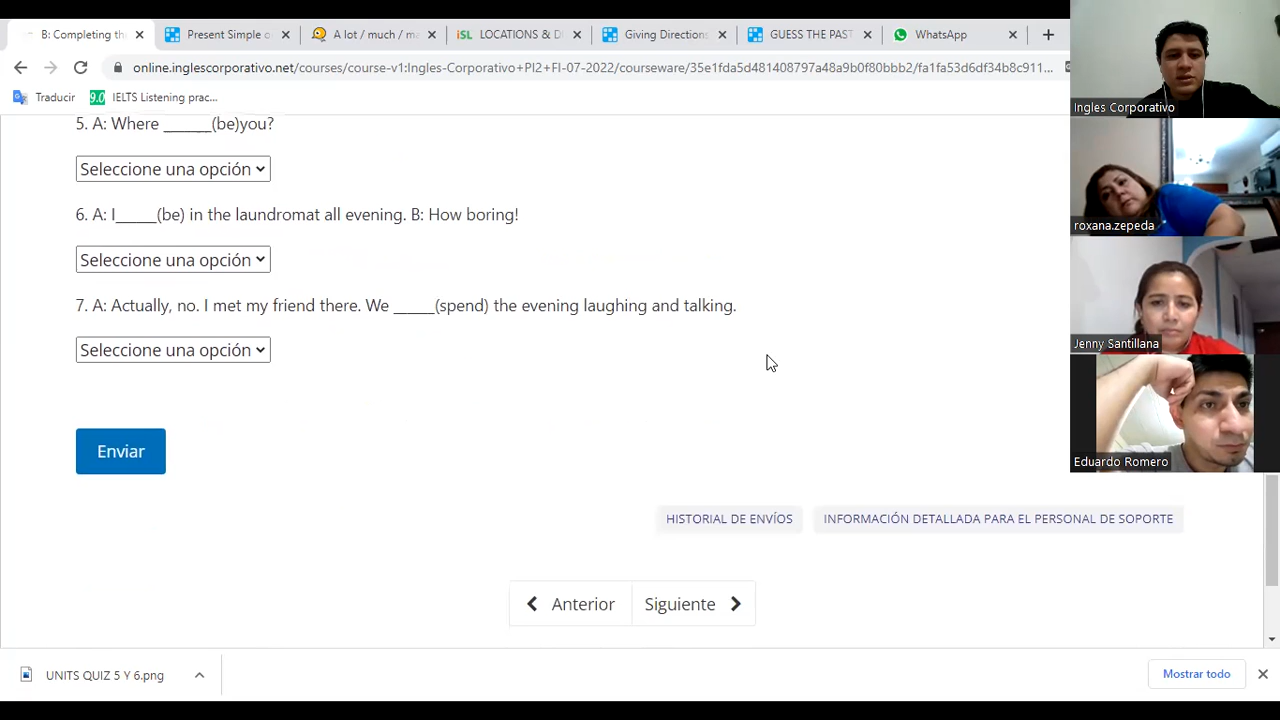 B: Completing th
Present Simple o
A lot / much / m
LOCATIONS & D
Giving Directions
GUESS THE PAST
WhatsApp
online.inglescorporativo.net/courses/course-v1:Ingles-Corporativo+PI2+FI-07-2022/courseware/35e1fda5d481408797a48a9b0f80bbb2/fa1fa53d6df34b8c911...
Traducir
9.0 IELTS Listening prac...
5. A: Where ______(be)you?
Seleccione una opción
6. A: I_____(be) in the laundromat all evening. B: How boring!
Seleccione una opción
7. A: Actually, no. I met my friend there. We _____(spend) the evening laughing and talking.
Seleccione una opción
Enviar
HISTORIAL DE ENVÍOS
INFORMACIÓN DETALLADA PARA EL PERSONAL DE SOPORTE
Anterior
Siguiente
UNITS QUIZ 5 Y 6.png
Mostrar todo
Ingles Corporativo
roxana.zepeda
Jenny Santillana
Eduardo Romero